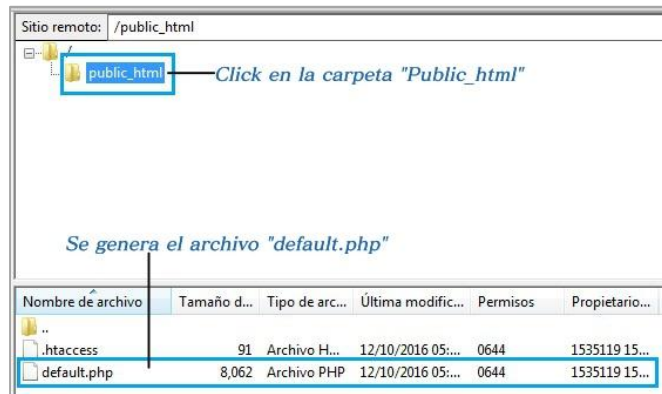 Sitio remoto: /public_html
/
public_html Click en la carpeta "Public_html"
Se genera el archivo "default.php"
Nombre de archivo Tamaño d... Tipo de arc... Última modific... Permisos Propietario...
..
.htaccess 91 Archivo H... 12/10/2016 05:... 0644 1535119 15...
default.php 8,062 Archivo PHP 12/10/2016 05:... 0644 1535119 15...